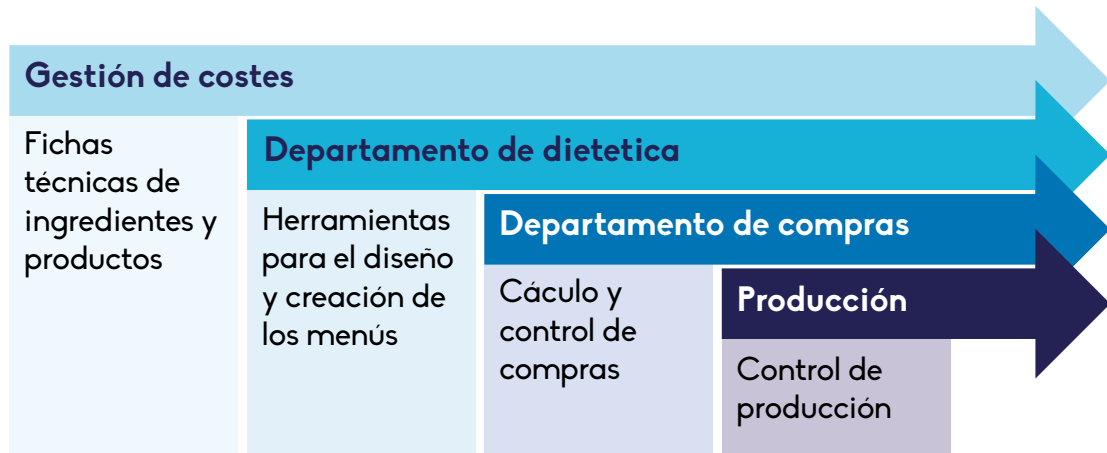 Gestión de costes
Fichas
técnicas de
ingredientes y
productos
Departamento de dietetica
Herramientas
para el diseño
y creación de
los menús
Departamento de compras
Cáculo y
control de
compras
Producción
Control de
producción